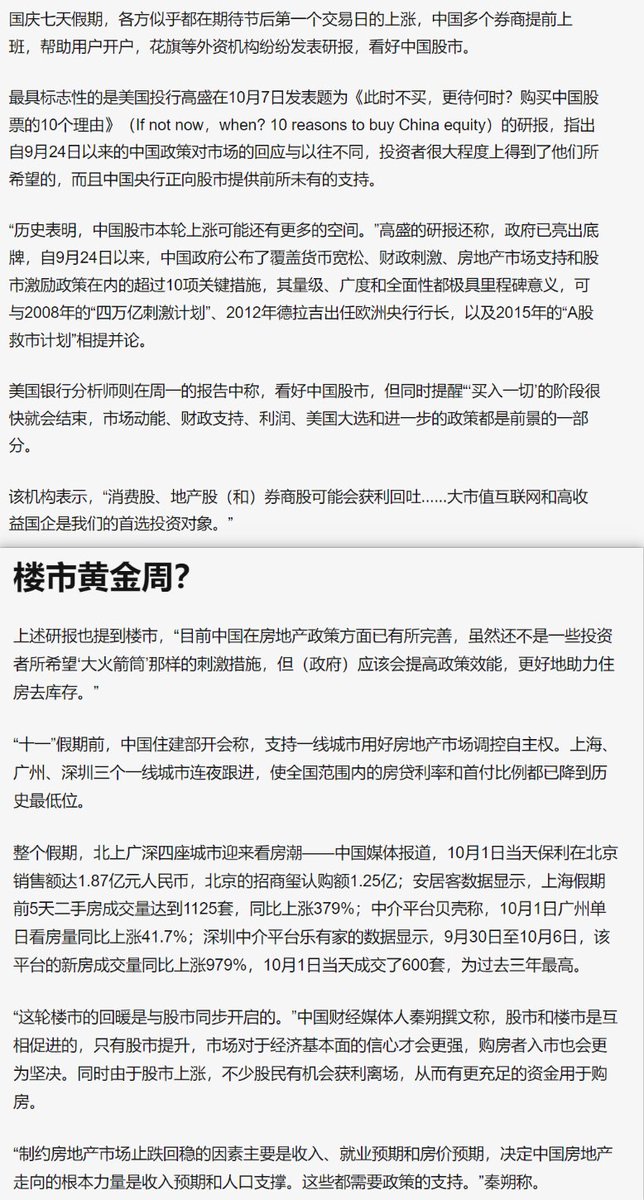 国庆七天假期，各方似乎都在期待节后第一个交易日的上涨，中国多个券商提前上
班，帮助用户开户，花旗等外资机构纷纷发表研报，看好中国股市。
最具标志性的是美国投行高盛在10月7日发表题为《此时不买，更待何时？购买中国股
票的10个理由》（If not now，when? 10 reasons to buy China equity）的研报，指出
自9月24日以来的中国政策对市场的回应与以往不同，投资者很大程度上得到了他们所
希望的，而且中国央行正向股市提供前所未有的支持。
“历史表明，中国股市本轮上涨可能还有更多的空间。”高盛的研报还称，政府已亮出底
牌，自9月24日以来，中国政府公布了覆盖货币宽松、财政刺激、房地产市场支持和股
市激励政策在内的超过10项关键措施，其量级、广度和全面性都极具里程碑意义，可
与2008年的“四万亿刺激计划”、2012年德拉吉出任欧洲央行行长，以及2015年的“A股
救市计划”相提并论。
美国银行分析师则在周一的报告中称，看好中国股市，但同时提醒“‘买入一切’的阶段很
快就会结束，市场动能、财政支持、利润、美国大选和进一步的政策都是前景的一部
分。
该机构表示，“消费股、地产股（和）券商股可能会获利回吐......大市值互联网和高收
益国企是我们的首选投资对象。”
楼市黄金周？
上述研报也提到楼市，“目前中国在房地产政策方面已有所完善，虽然还不是一些投资
者所希望‘大火箭筒’那样的刺激措施，但（政府）应该会提高政策效能，更好地助力住
房去库存。”
“十一”假期前，中国住建部开会称，支持一线城市用好房地产市场调控自主权。上海、
广州、深圳三个一线城市连夜跟进，使全国范围内的房贷利率和首付比例都已降到历
史最低位。
整个假期，北上广深四座城市迎来看房潮——中国媒体报道，10月1日当天保利在北京
销售额达1.87亿元人民币，北京的招商玺认购额1.25亿；安居客数据显示，上海假期
前5天二手房成交量达到1125套，同比上涨379%；中介平台贝壳称，10月1日广州单
日看房量同比上涨41.7%；深圳中介平台乐有家的数据显示，9月30日至10月6日，该
平台的新房成交量同比上涨979%，10月1日当天成交了600套，为过去三年最高。
“这轮楼市的回暖是与股市同步开启的。”中国财经媒体人秦朔撰文称，股市和楼市是互
相促进的，只有股市提升，市场对于经济基本面的信心才会更强，购房者入市也会更
为坚决。同时由于股市上涨，不少股民有机会获利离场，从而有更充足的资金用于购
房。
“制约房地产市场止跌回稳的因素主要是收入、就业预期和房价预期，决定中国房地产
走向的根本力量是收入预期和人口支撑。这些都需要政策的支持。”秦朔称。